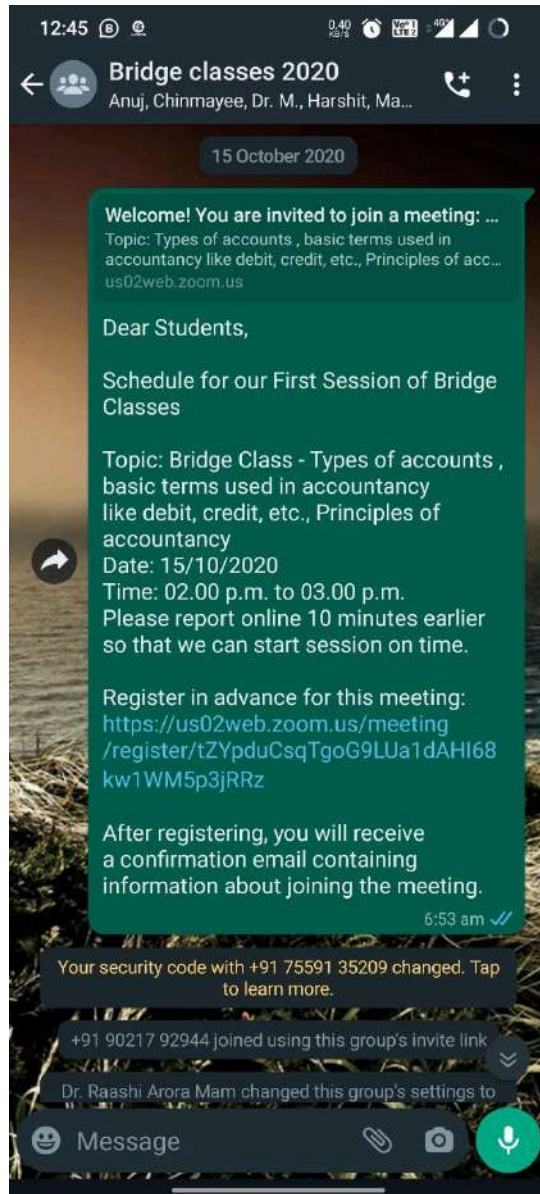 12:45
0.40
KB/S
Vo1)
LTE 2
4G+
Bridge classes 2020
Anuj, Chinmayee, Dr. M., Harshit, Ma...
15 October 2020
Welcome! You are invited to join a meeting: ...
Topic: Types of accounts , basic terms used in
accountancy like debit, credit, etc., Principles of acc...
us02web.zoom.us
Dear Students,
Schedule for our First Session of Bridge
Classes
Topic: Bridge Class - Types of accounts ,
basic terms used in accountancy
like debit, credit, etc., Principles of
accountancy
Date: 15/10/2020
Time: 02.00 p.m. to 03.00 p.m.
Please report online 10 minutes earlier
so that we can start session on time.
Register in advance for this meeting:
https://us02web.zoom.us/meeting
/register/tZYpduCsqTgoG9LUa1dAHI68
kw1WM5p3jRRz
After registering, you will receive
a confirmation email containing
information about joining the meeting.
6:53 am
Your security code with +91 75591 35209 changed. Tap
to learn more.
+91 90217 92944 joined using this group's invite link
Dr. Raashi Arora Mam changed this group's settings to
Message